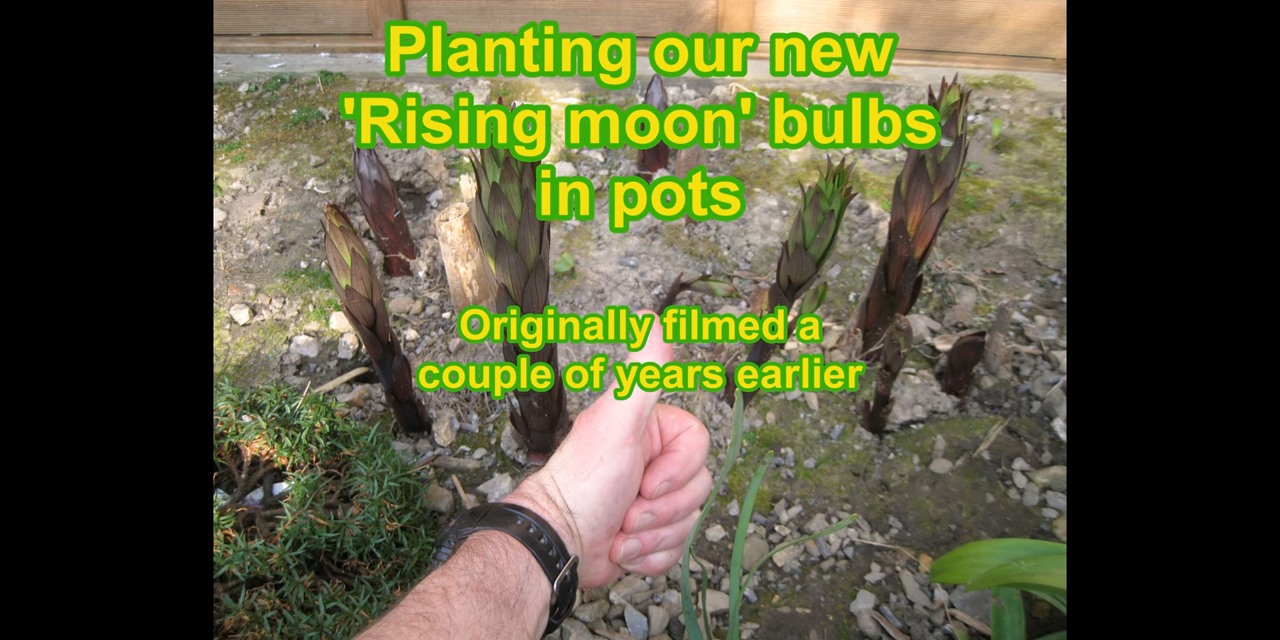 Planting our new
'Rising moon' bulbs
in pots
Originally filmed a
couple of years earlier